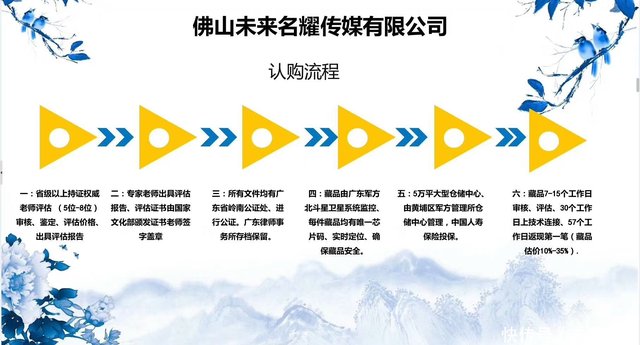 佛山未来名耀传媒有限公司
认购流程
一：省级以上持证权威
老师评估 （5位-8位）
审核、鉴定、评估价格、
出具评估报告
二：专家老师出具评估
报告、评估证书由国家
文化部颁发证书老师签
字盖章
三：所有文件均有广
东省岭南公证处、进
行公证。广东律师事
务所存档保留。
四：藏品由广东军方
北斗星卫星系统监控、
每件藏品均有唯一芯
片码、实时定位、确
保藏品安全。
五：5万平大型仓储中心、
由黄埔区军方管理所仓
储中心管理，中国人寿
保险投保。
六：藏品7-15个工作日
审核、评估、30个工作
日上技术连接、57个工
作日返现第一笔（藏品
估价10%-35%）.